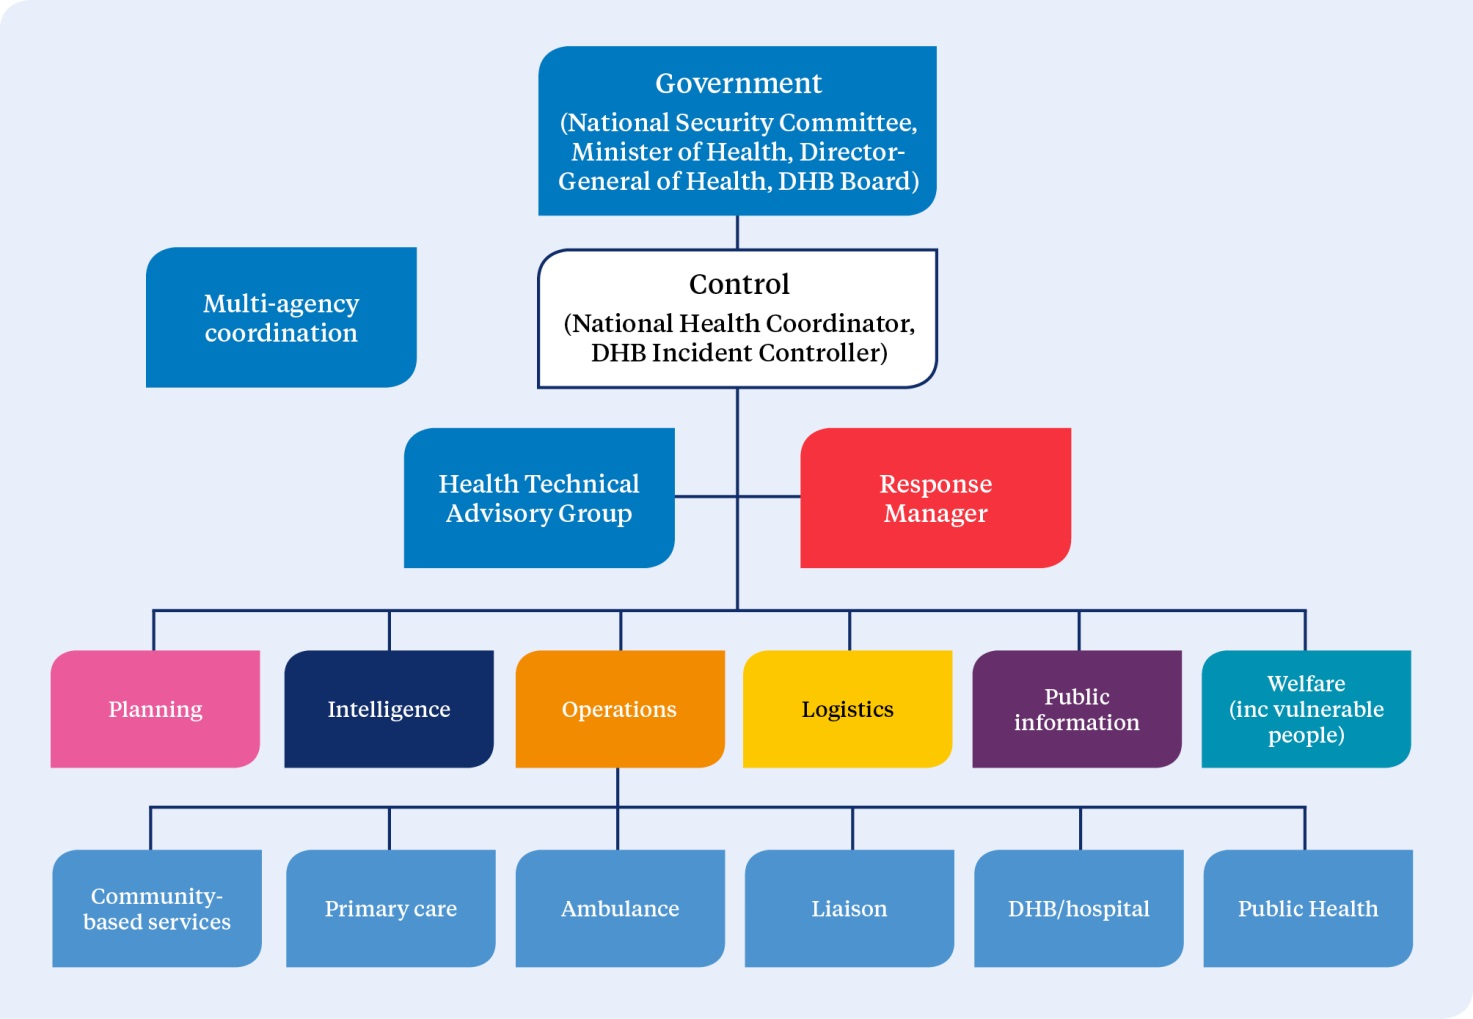 Government
(National Security Committee,
Minister of Health, Director-
General of Health, DHB Board)
Multi-agency
coordination
Control
(National Health Coordinator,
DHB Incident Controller)
Health Technical
Advisory Group
Response
Manager
Planning
Intelligence
Operations
Logistics
Public
information
Welfare
(inc vulnerable
people)
Community-
based services
Primary care
Ambulance
Liaison
DHB/hospital
Public Health